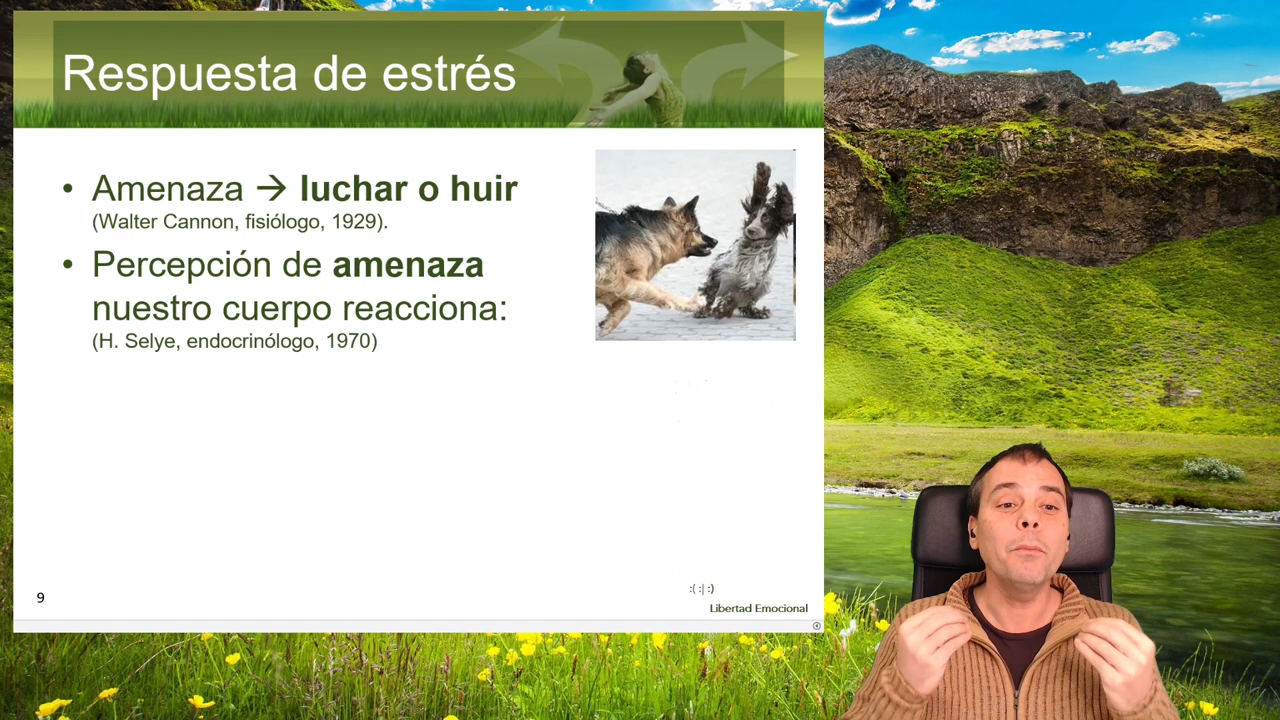 Respuesta de estrés
• Amenaza → luchar o huir
(Walter Cannon, fisiólogo, 1929).
• Percepción de amenaza
nuestro cuerpo reacciona:
(H. Selye, endocrinólogo, 1970)
9
:( :| :)
Libertad Emocional